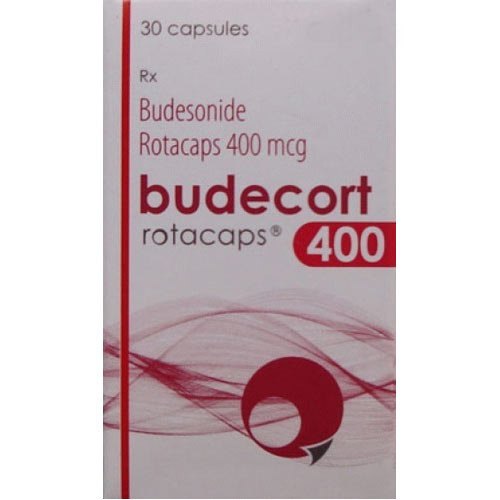 30 capsules
Rx
Budesonide
Rotacaps 400 mcg
budecort
rotacaps® 400